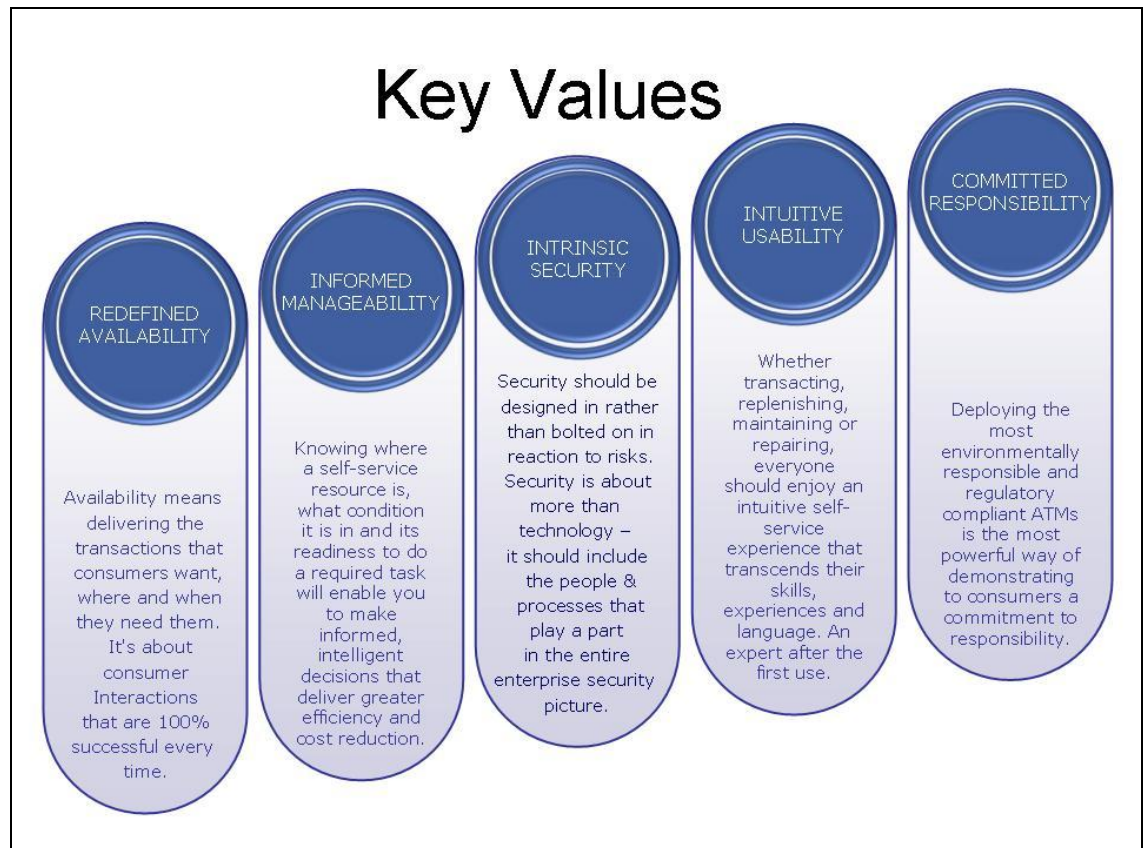 Key Values
REDEFINED
AVAILABILITY
Availability means
delivering the
transactions that
consumers want,
where and when
they need them.
It's about
consumer
Interactions
that are 100%
successful every
time.
INFORMED
MANAGEABILITY
Knowing where
a self-service
resource is,
what condition
it is in and its
readiness to do
a required task
will enable you
to make
informed,
intelligent
decisions that
deliver greater
efficiency and
cost reduction.
INTRINSIC
SECURITY
Security should be
designed in rather
than bolted on in
reaction to risks.
Security is about
more than
technology –
it should include
the people &
processes that
play a part
in the entire
enterprise security
picture.
INTUITIVE
USABILITY
Whether
transacting,
replenishing,
maintaining or
repairing,
everyone
should enjoy an
intuitive self-
service
experience that
transcends their
skills,
experiences and
language. An
expert after the
first use.
COMMITTED
RESPONSIBILITY
Deploying the
most
environmentally
responsible and
regulatory
compliant ATMs
is the most
powerful way of
demonstrating
to consumers a
commitment to
responsibility.